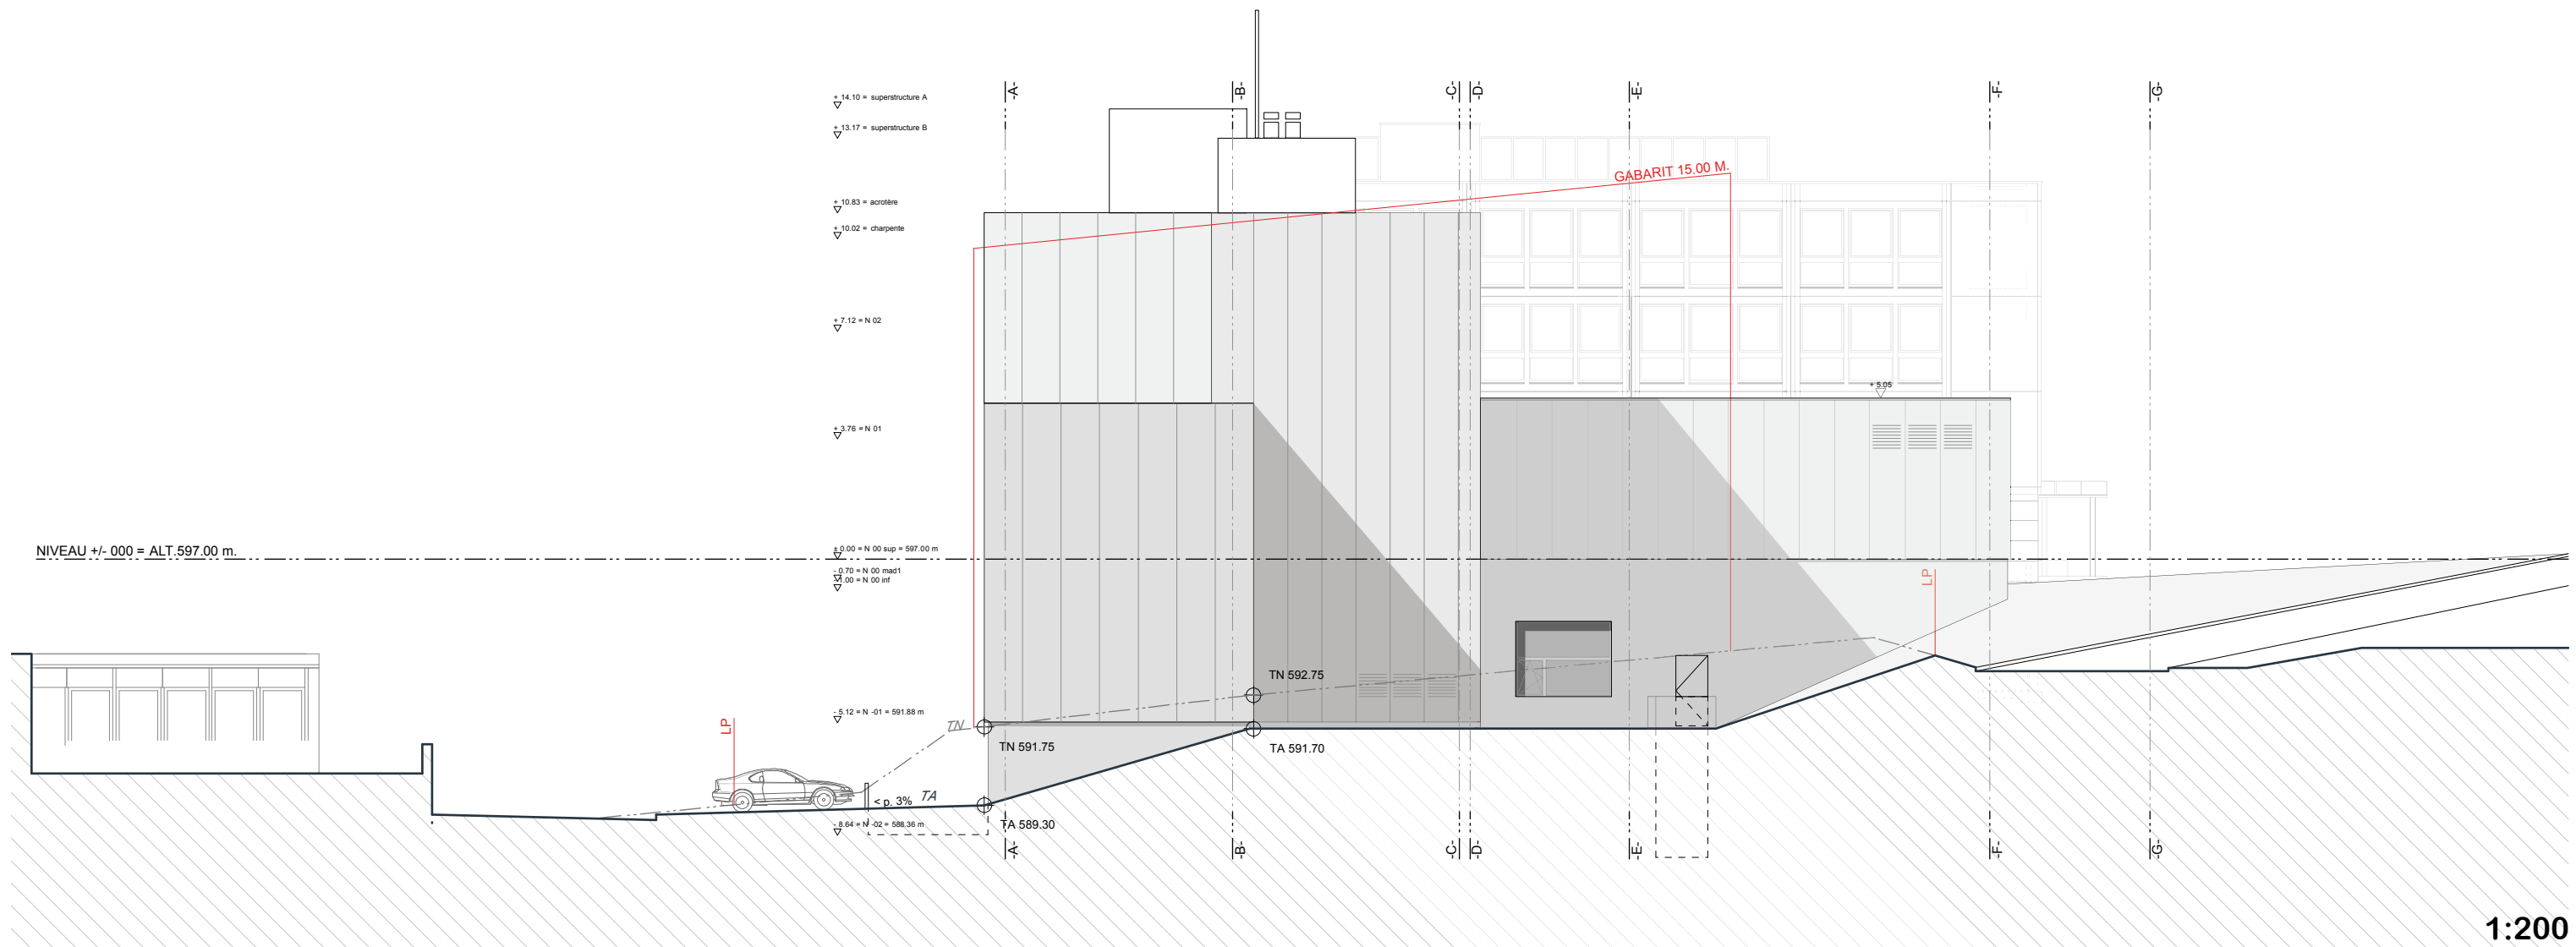 -A-
-B-
-C-
-D-
-E-
-F-
-G-
+ 14.10 = superstructure A
+ 13.17 = superstructure B
GABARIT 15.00 M.
+ 10.83 = acrotère
+ 10.02 = charpente
+ 7.12 = N 02
+ 5.05
+ 3.76 = N 01
NIVEAU +/- 000 = ALT.597.00 m.
± 0.00 = N 00 sup = 597.00 m
- 0.70 = N 00 mad1
- 1.00 = N 00 inf
LP
TN 592.75
- 5.12 = N -01 = 591.88 m
LP
TN
TN 591.75
TA 591.70
< p. 3%
TA
- 8.64 = N -02 = 588.36 m
TA 589.30
-A-
-B-
-C-
-D-
-E-
-F-
-G-
1:200